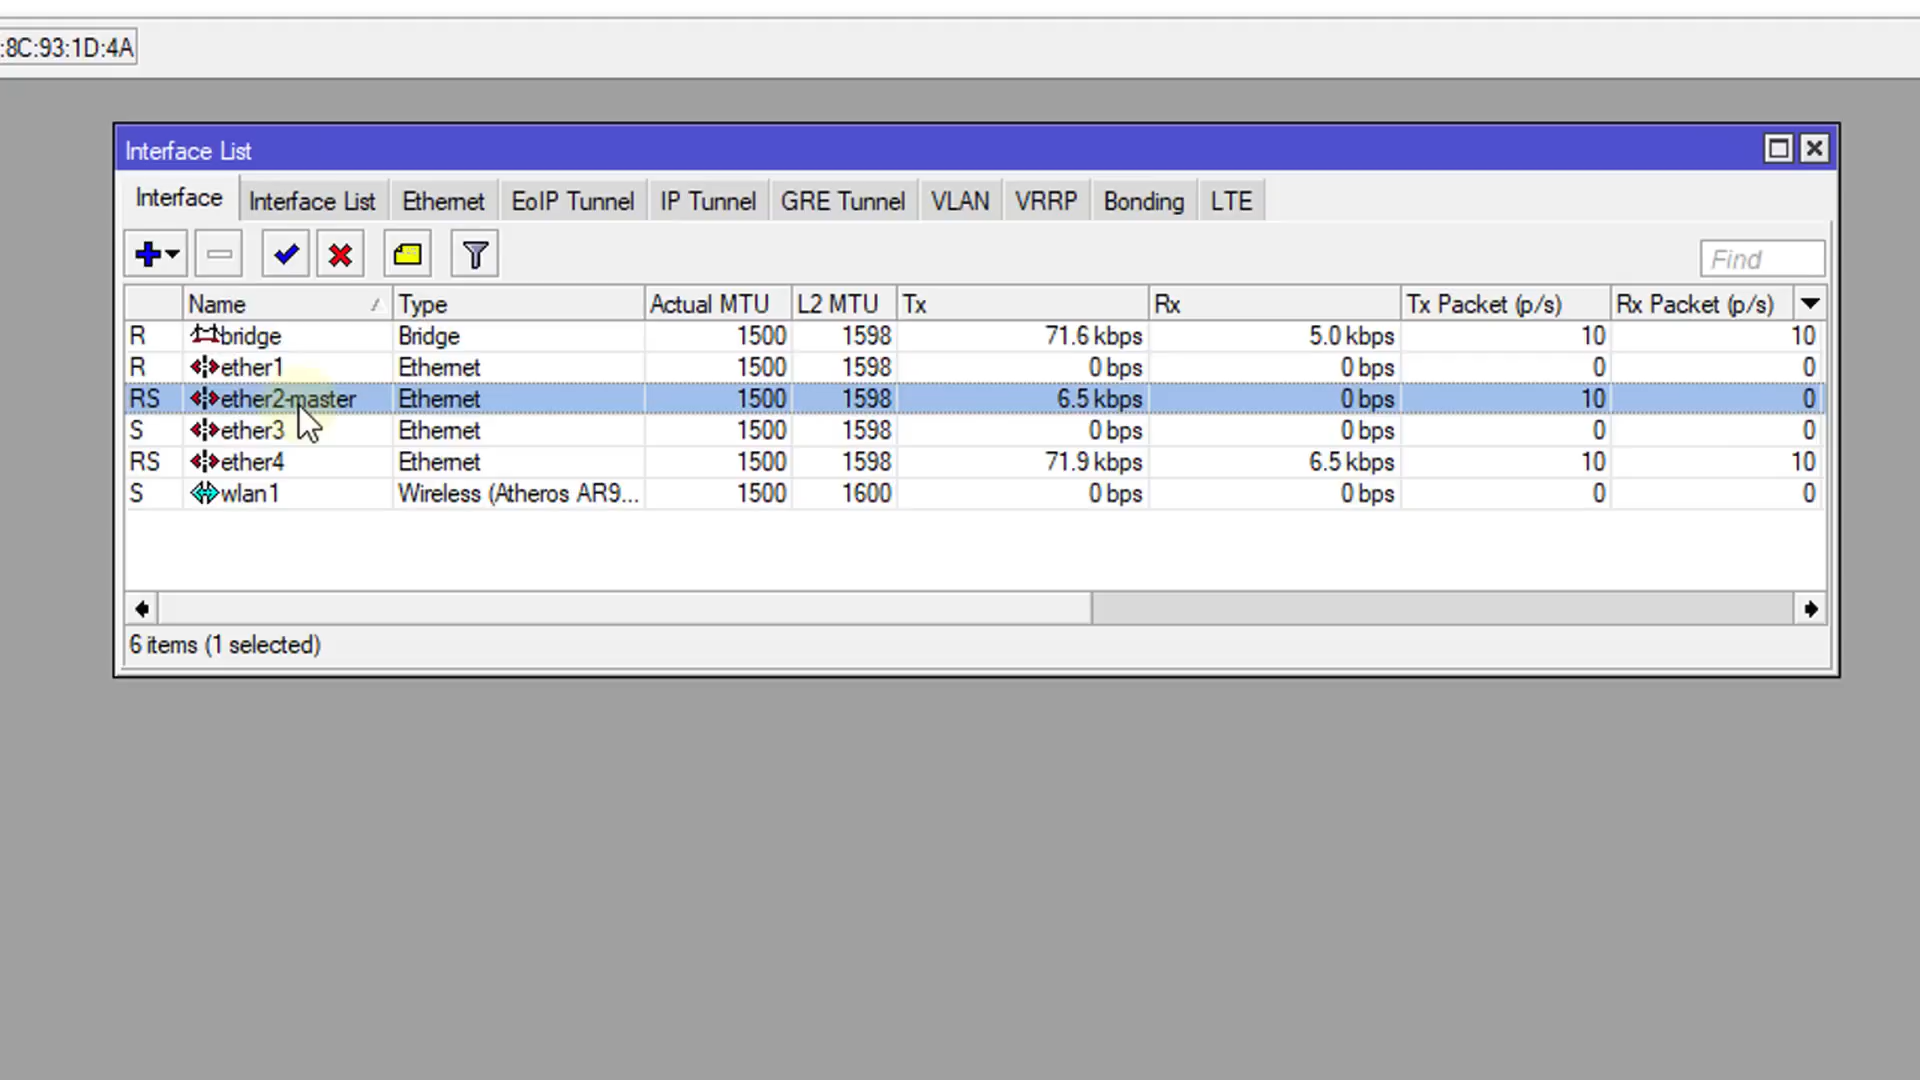 :8C:93:1D:4A
Interface List
Interface Interface List Ethernet EoIP Tunnel IP Tunnel GRE Tunnel VLAN VRRP Bonding LTE
Find
Name Type Actual MTU L2 MTU Tx Rx Tx Packet (p/s) Rx Packet (p/s)
R bridge Bridge 1500 1598 71.6 kbps 5.0 kbps 10 10
R ether1 Ethernet 1500 1598 0 bps 0 bps 0 0
RS ether2-master Ethernet 1500 1598 6.5 kbps 0 bps 10 0
S ether3 Ethernet 1500 1598 0 bps 0 bps 0 0
RS ether4 Ethernet 1500 1598 71.9 kbps 6.5 kbps 10 10
S wlan1 Wireless (Atheros AR9... 1500 1600 0 bps 0 bps 0 0
6 items (1 selected)